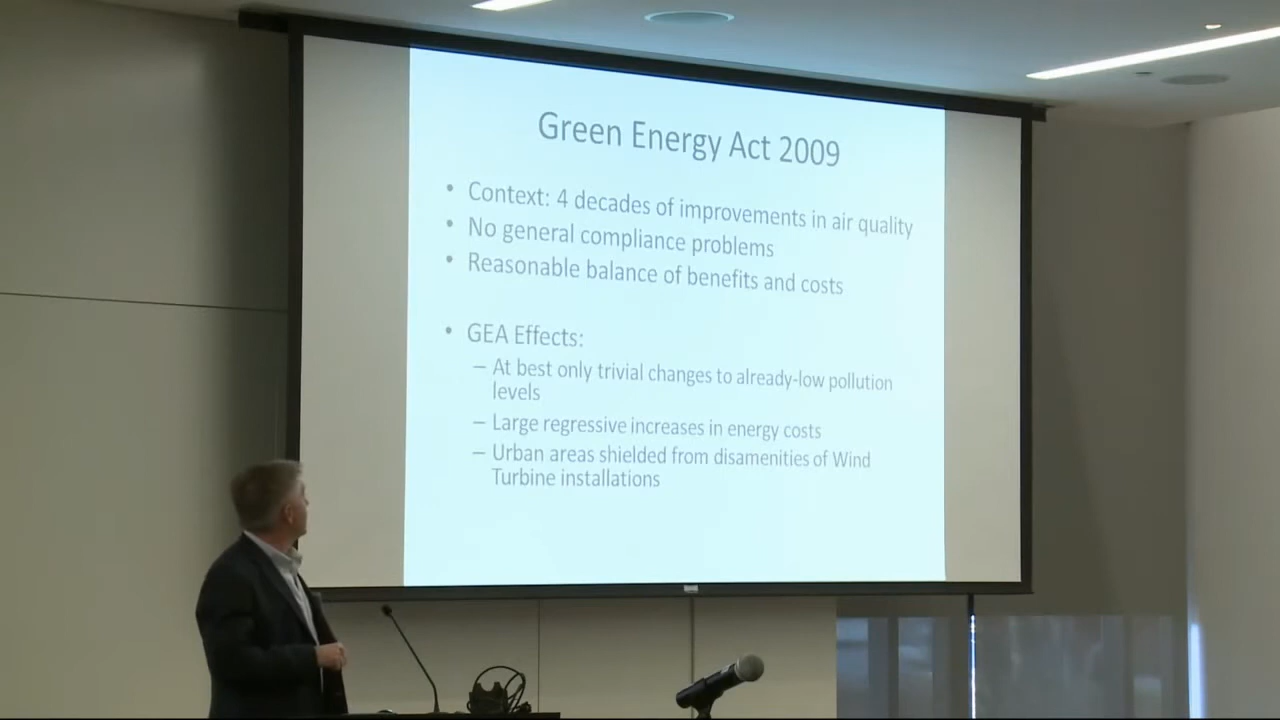 Green Energy Act 2009
• Context: 4 decades of improvements in air quality
• No general compliance problems
• Reasonable balance of benefits and costs
• GEA Effects:
– At best only trivial changes to already-low pollution
levels
– Large regressive increases in energy costs
– Urban areas shielded from disamenities of Wind
Turbine installations